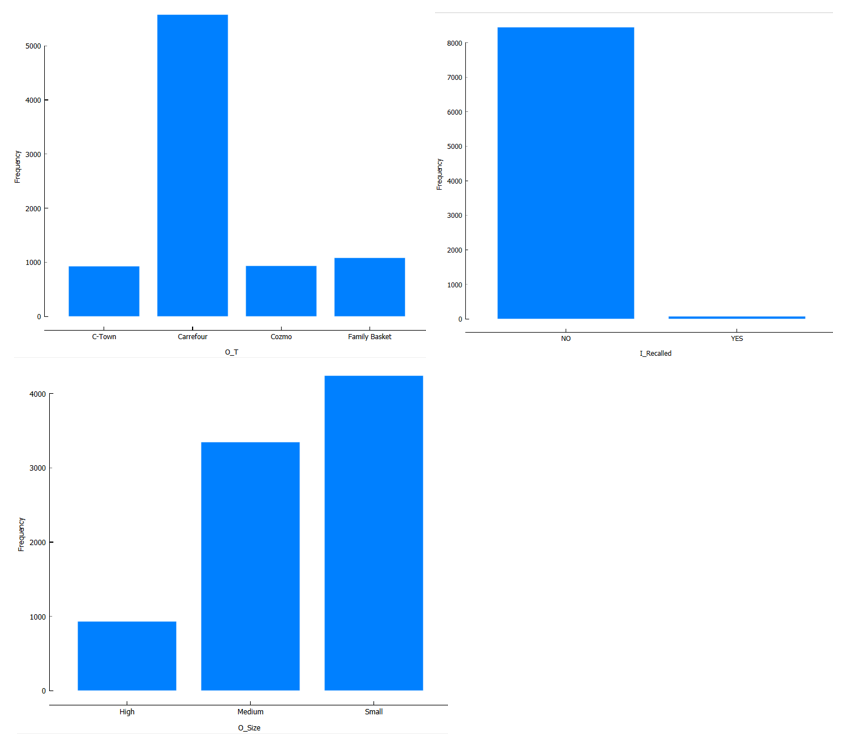 5000
4000
3000
2000
1000
0
Frequency
C-Town Carrefour Cozmo Family Basket
O_T
8000
7000
6000
5000
4000
3000
2000
1000
0
Frequency
NO YES
I_Recalled
4000
3000
2000
1000
0
Frequency
High Medium Small
O_Size